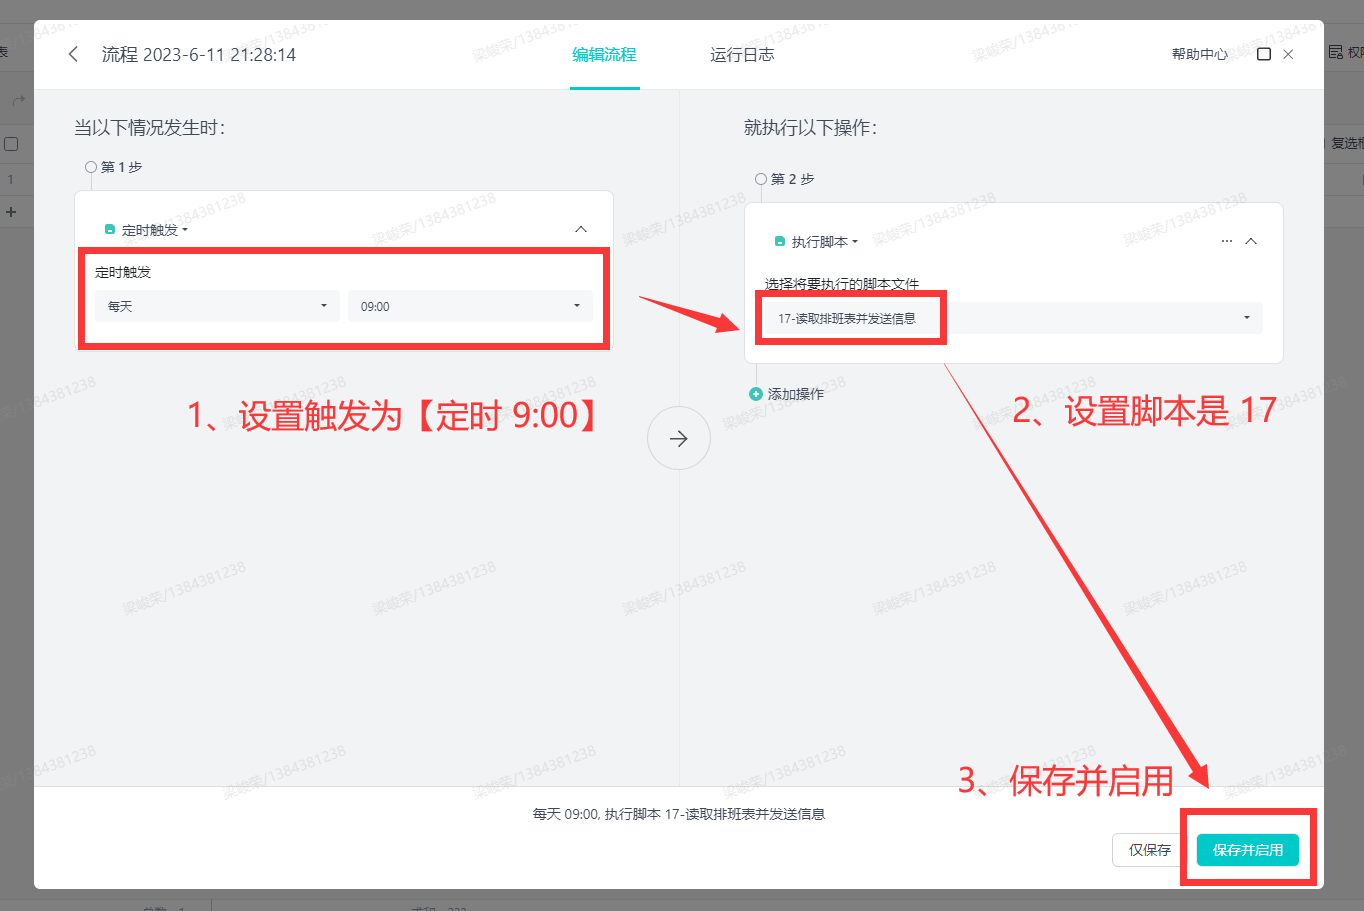 流程 2023-6-11 21:28:14
编辑流程
运行日志
帮助中心
表
当以下情况发生时：
就执行以下操作：
第 1 步
定时触发
定时触发
每天
09:00
第 2 步
执行脚本
选择将要执行的脚本文件
17-读取排班表并发送信息
添加操作
1
1、设置触发为【定时 9:00】
2、设置脚本是 17
3、保存并启用
每天 09:00, 执行脚本 17-读取排班表并发送信息
仅保存
保存并启用
梁峻荣/1384381238